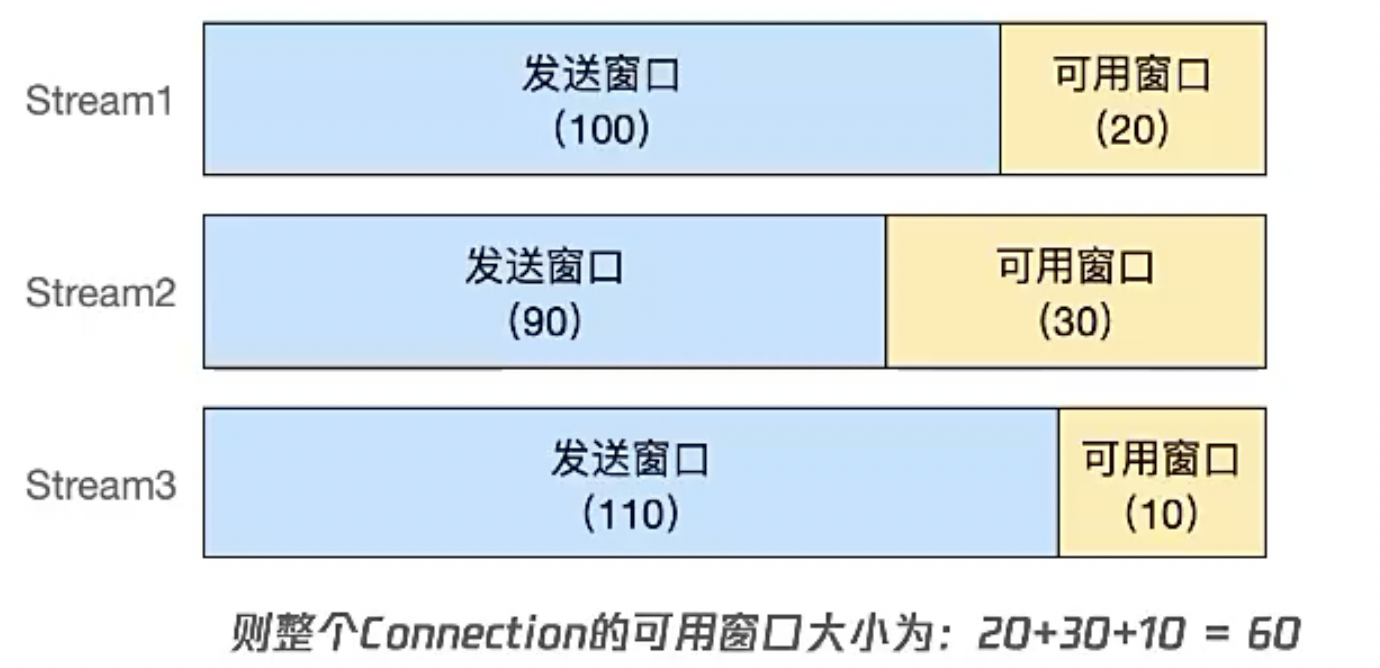 Stream1
发送窗口
(100)
可用窗口
(20)
Stream2
发送窗口
(90)
可用窗口
(30)
Stream3
发送窗口
(110)
可用窗口
(10)
则整个Connection的可用窗口大小为：20+30+10 = 60